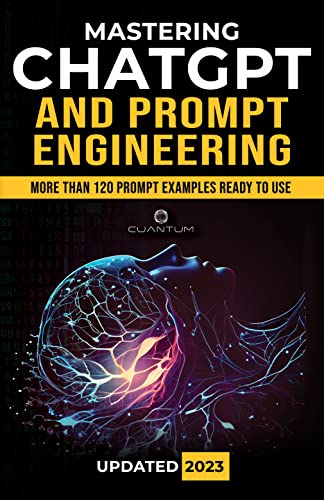 MASTERING
CHATGPT
AND PROMPT
ENGINEERING
MORE THAN 120 PROMPT EXAMPLES READY TO USE
CUANTUM
UPDATED 2023